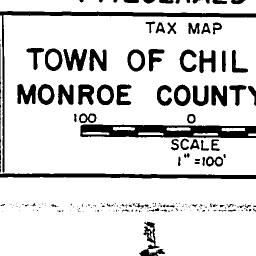 TAX MAP
TOWN OF CHIL
MONROE COUNTY
100 0
SCALE
1" =100'